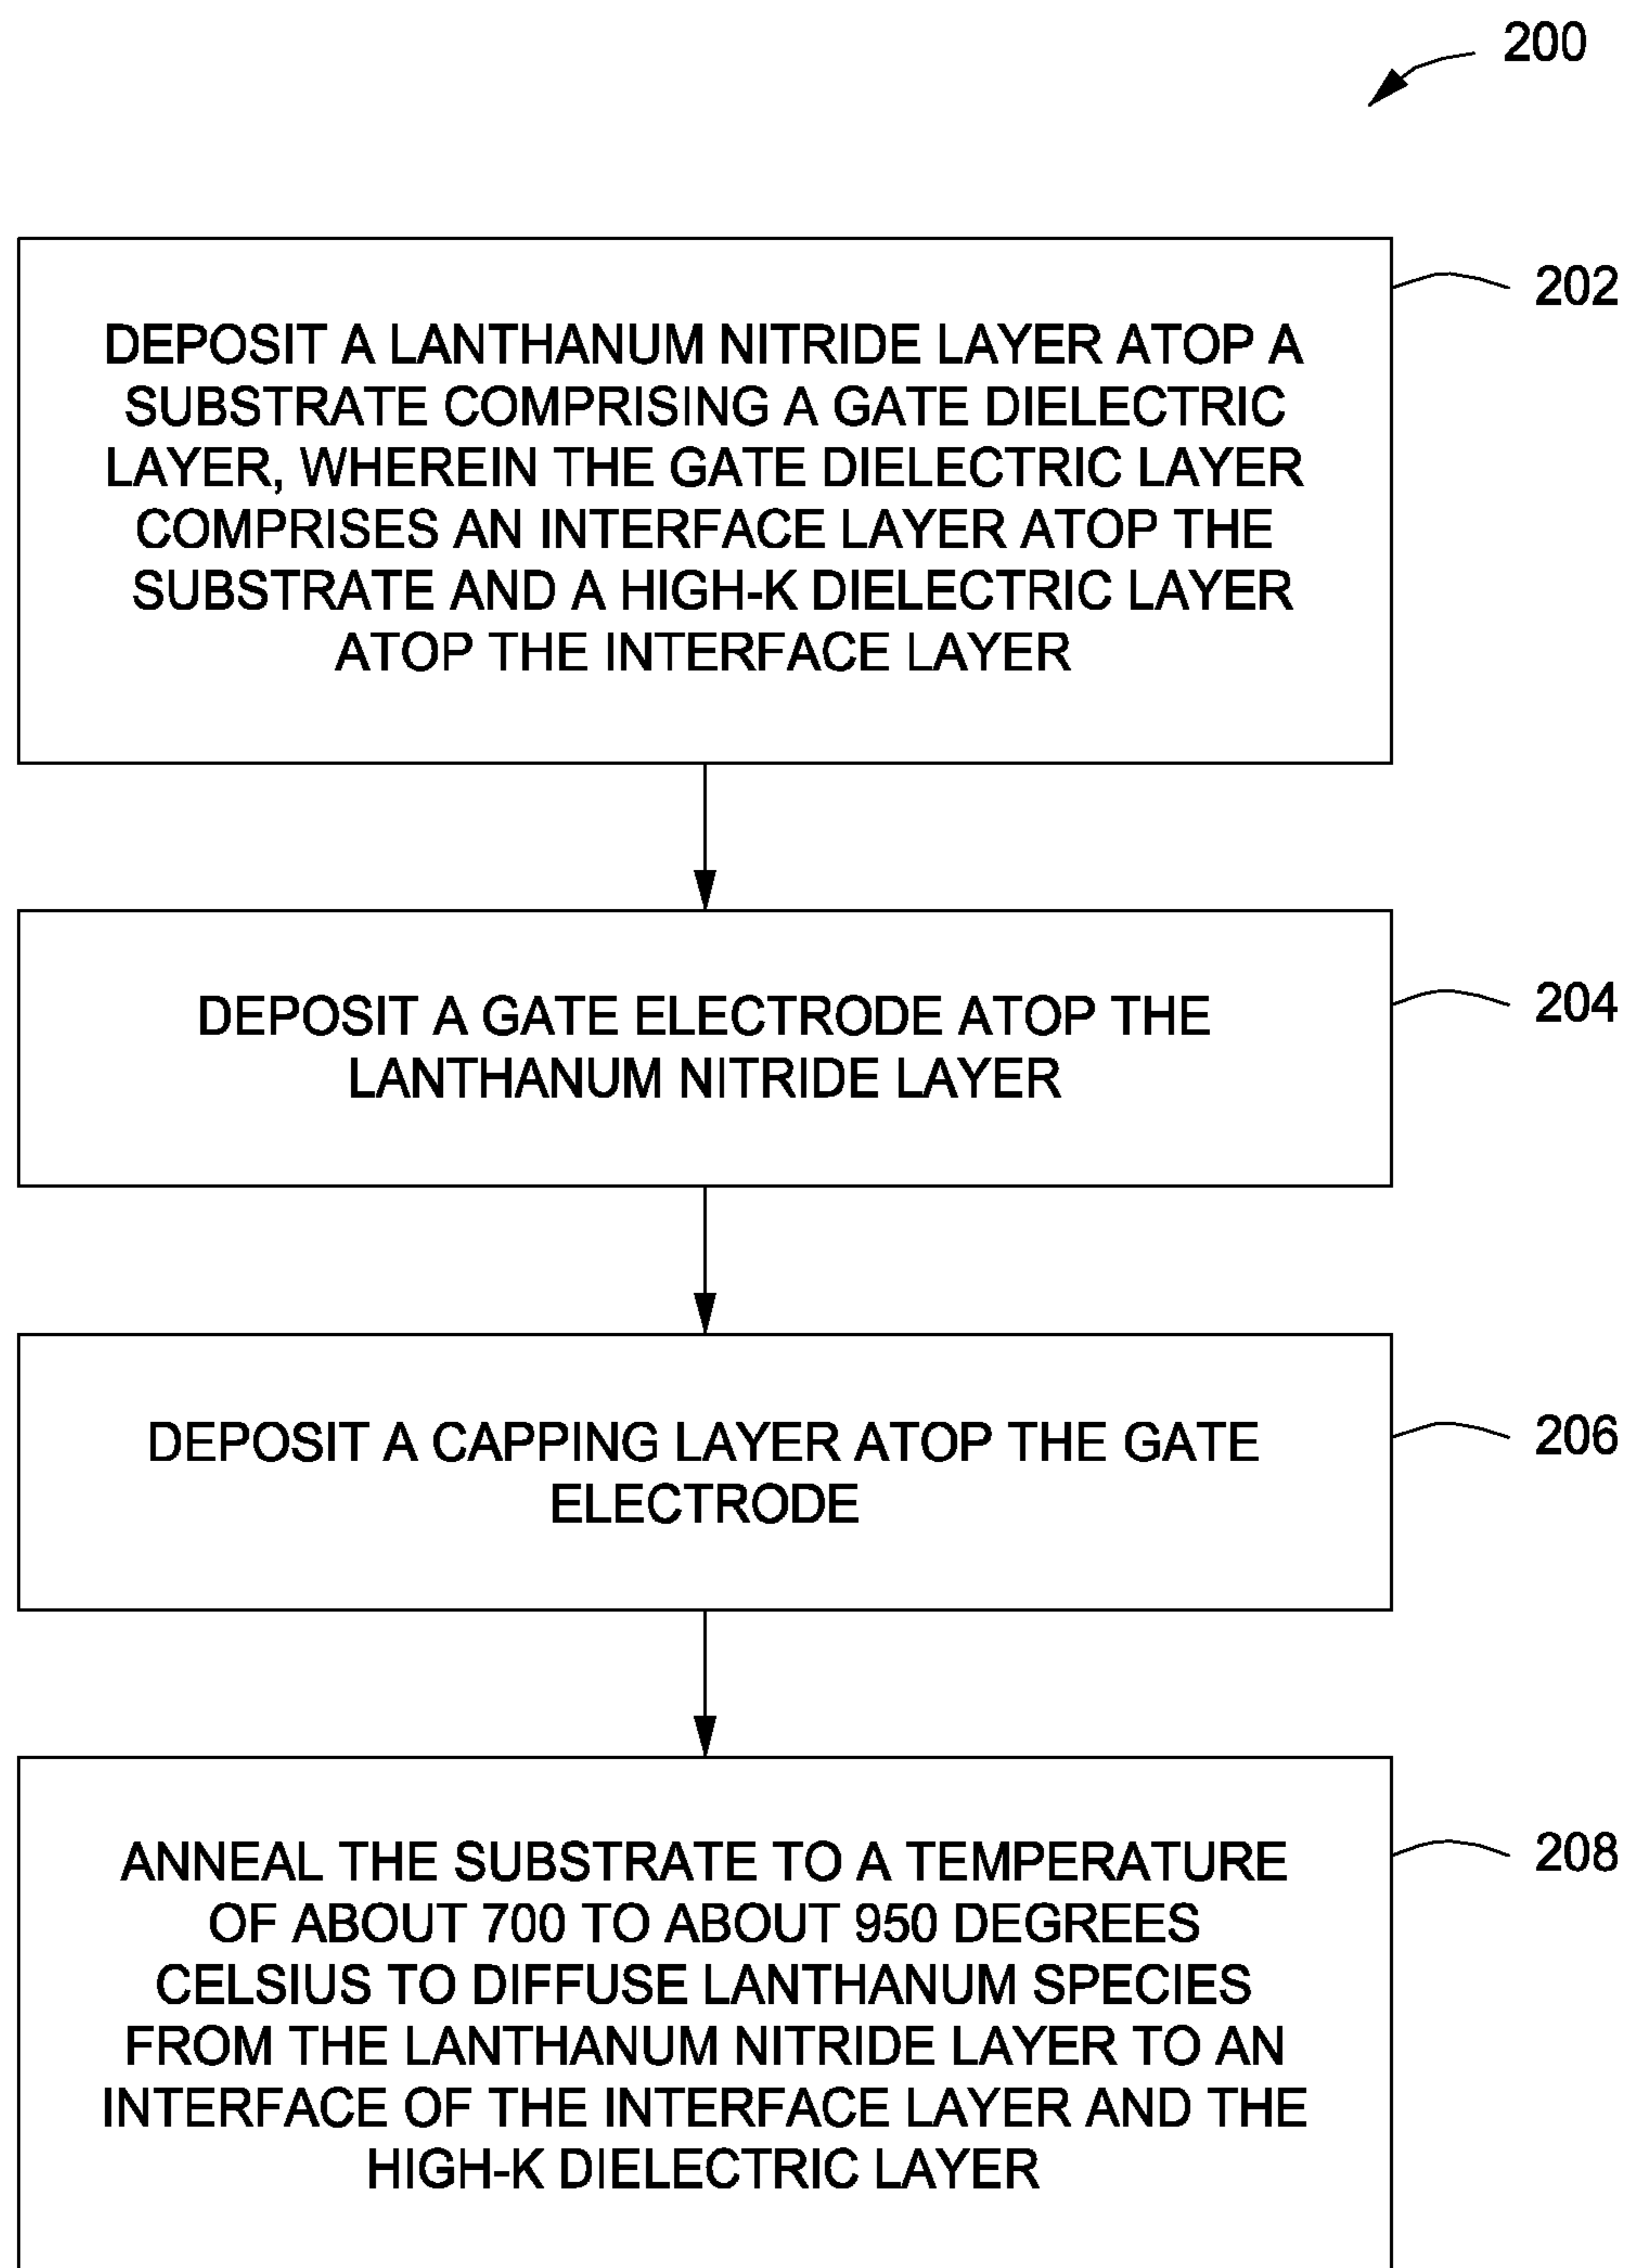 200
202
DEPOSIT A LANTHANUM NITRIDE LAYER ATOP A
SUBSTRATE COMPRISING A GATE DIELECTRIC
LAYER, WHEREIN THE GATE DIELECTRIC LAYER
COMPRISES AN INTERFACE LAYER ATOP THE
SUBSTRATE AND A HIGH-K DIELECTRIC LAYER
ATOP THE INTERFACE LAYER
204
DEPOSIT A GATE ELECTRODE ATOP THE
LANTHANUM NITRIDE LAYER
206
DEPOSIT A CAPPING LAYER ATOP THE GATE
ELECTRODE
208
ANNEAL THE SUBSTRATE TO A TEMPERATURE
OF ABOUT 700 TO ABOUT 950 DEGREES
CELSIUS TO DIFFUSE LANTHANUM SPECIES
FROM THE LANTHANUM NITRIDE LAYER TO AN
INTERFACE OF THE INTERFACE LAYER AND THE
HIGH-K DIELECTRIC LAYER